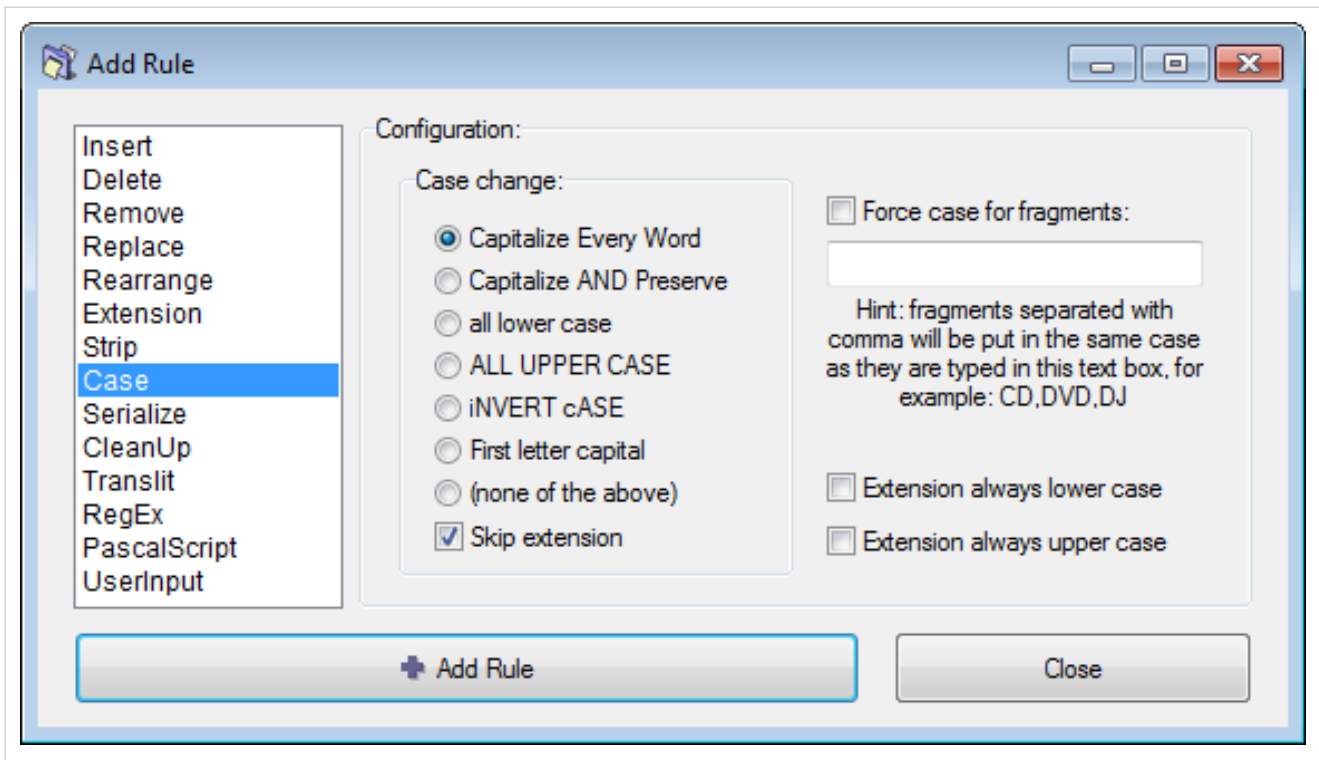 Add Rule
Insert
Delete
Remove
Replace
Rearrange
Extension
Strip
Case
Serialize
CleanUp
Translit
RegEx
PascalScript
UserInput
Configuration:
Case change:
Capitalize Every Word
Capitalize AND Preserve
all lower case
ALL UPPER CASE
iNVERT cASE
First letter capital
(none of the above)
Skip extension
Force case for fragments:
Hint: fragments separated with
comma will be put in the same case
as they are typed in this text box, for
example: CD,DVD,DJ
Extension always lower case
Extension always upper case
Add Rule
Close